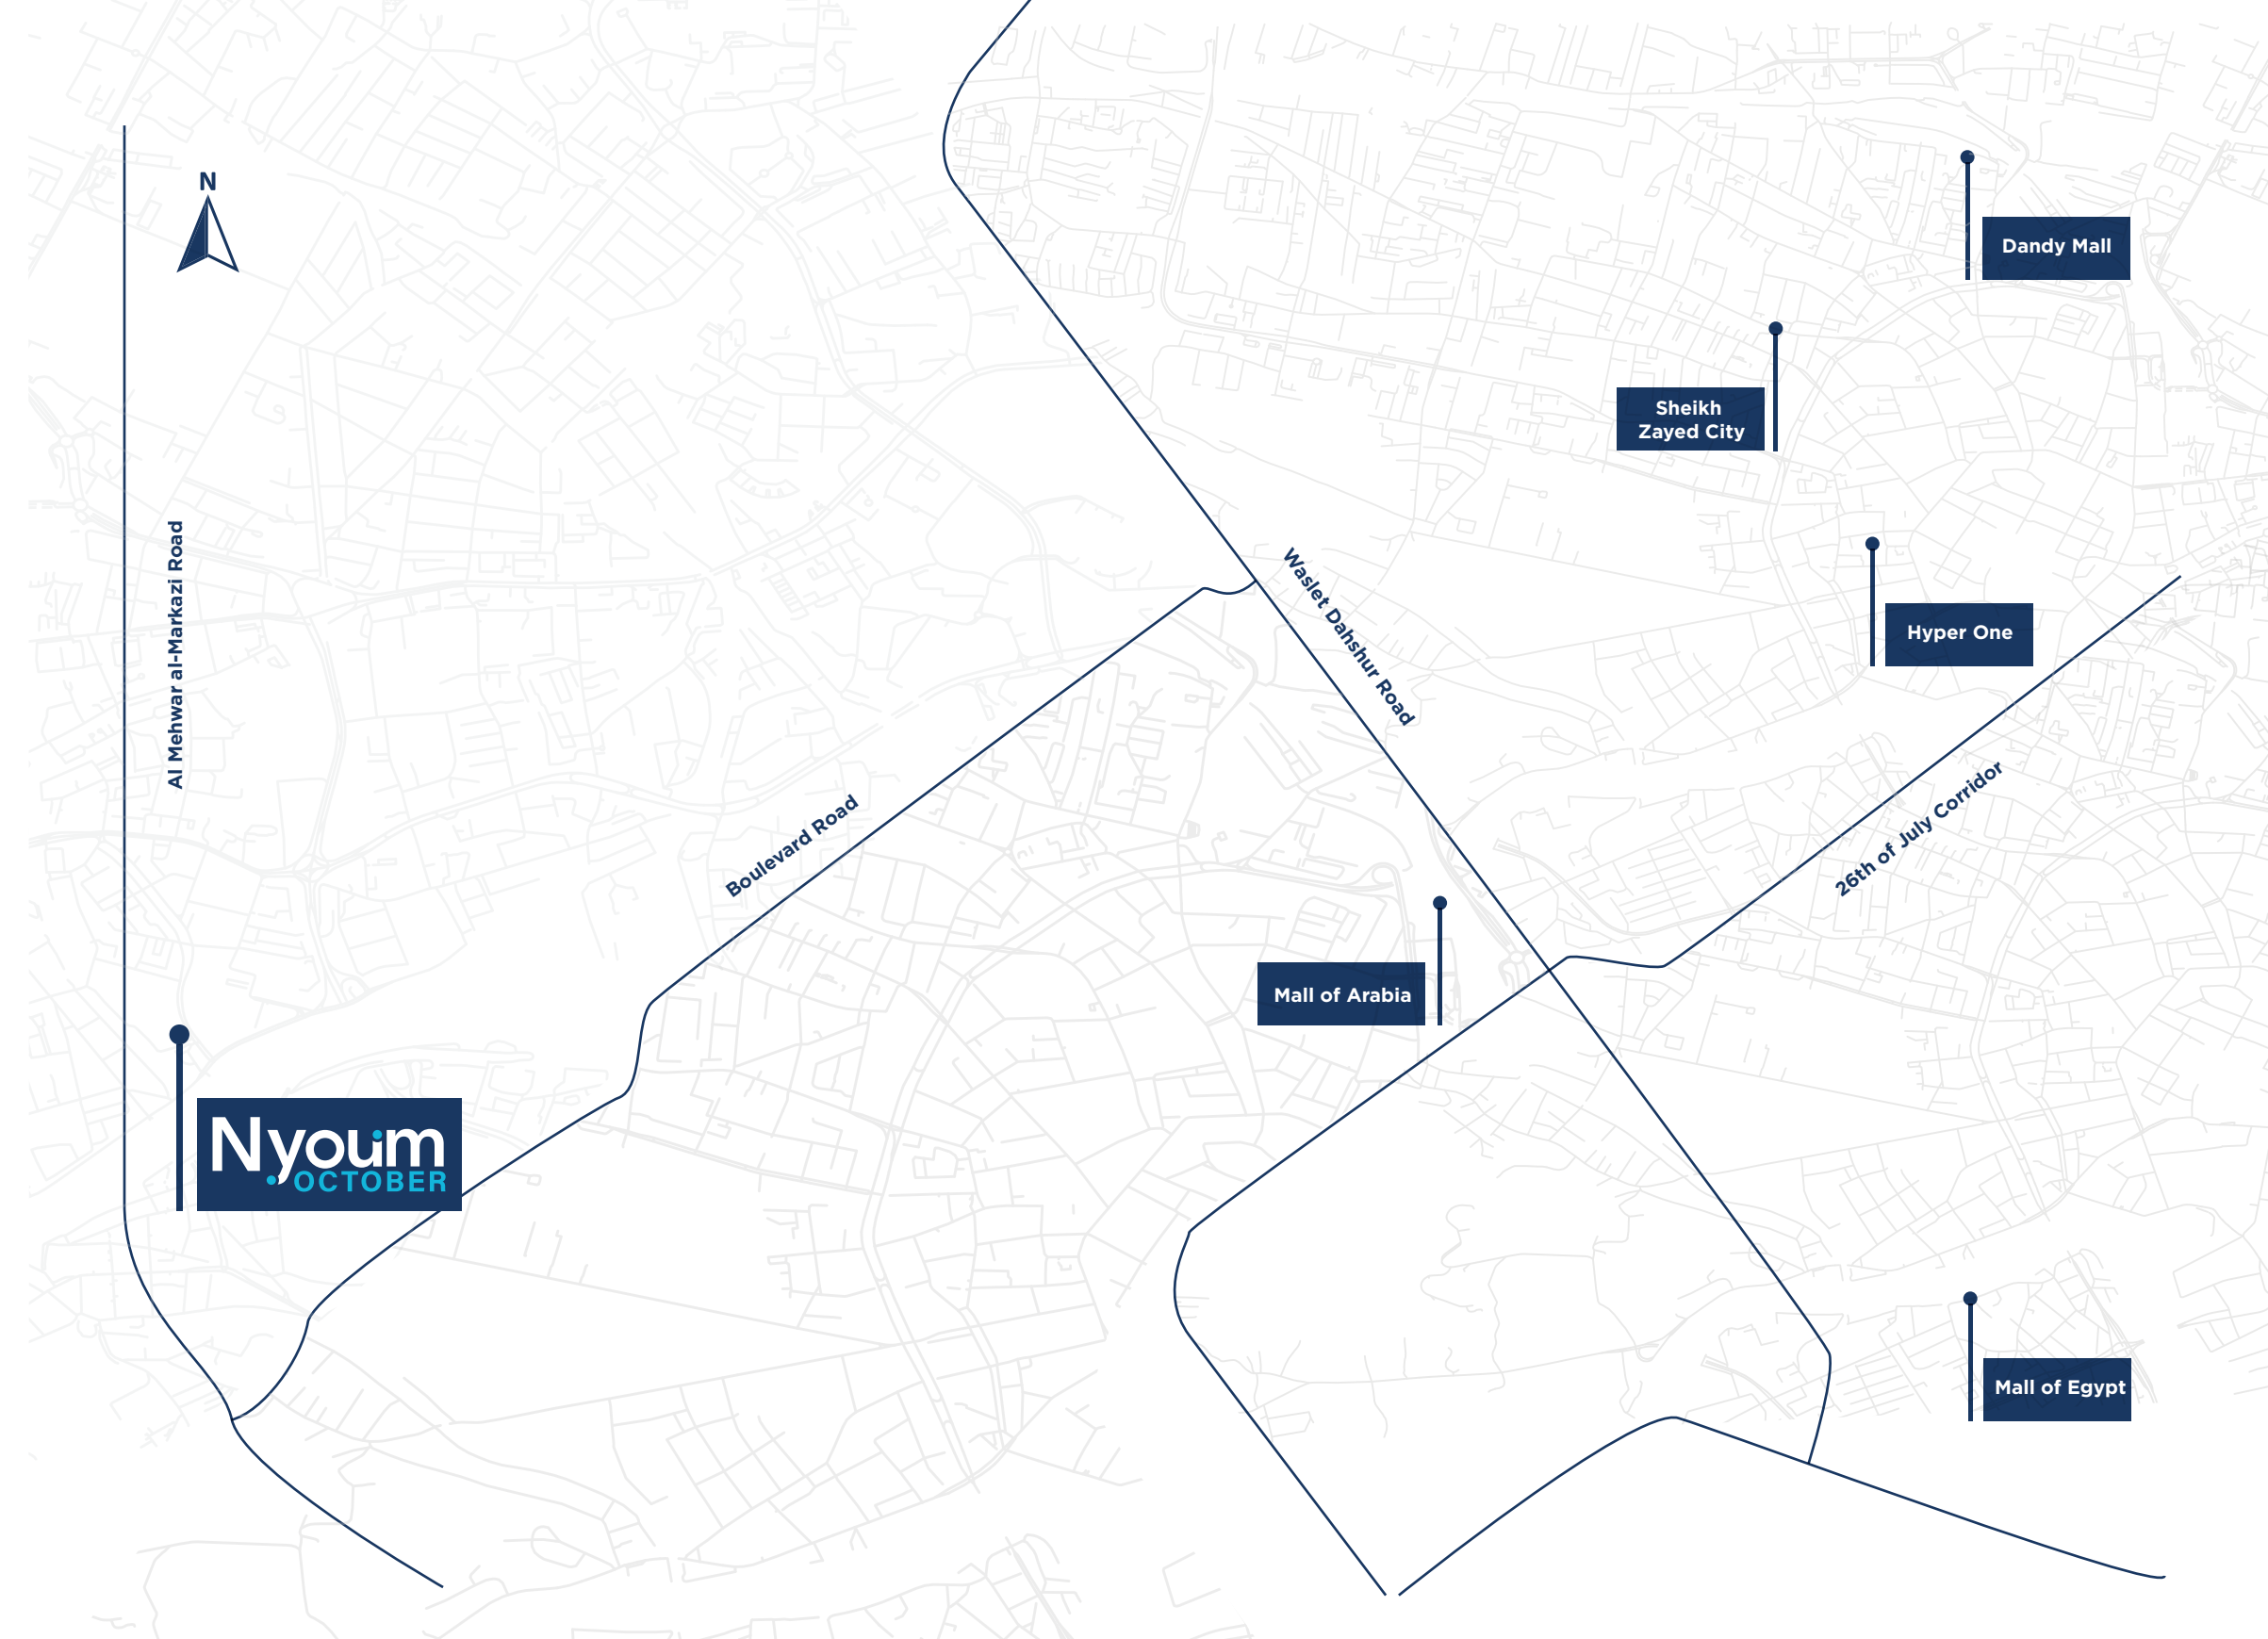 N
Dandy Mall
Sheikh
Zayed City
Al Mehwar al-Markazi Road
Waslet Dahshur Road
Hyper One
Boulevard Road
26th of July Corridor
Mall of Arabia
Nyoum
OCTOBER
Mall of Egypt